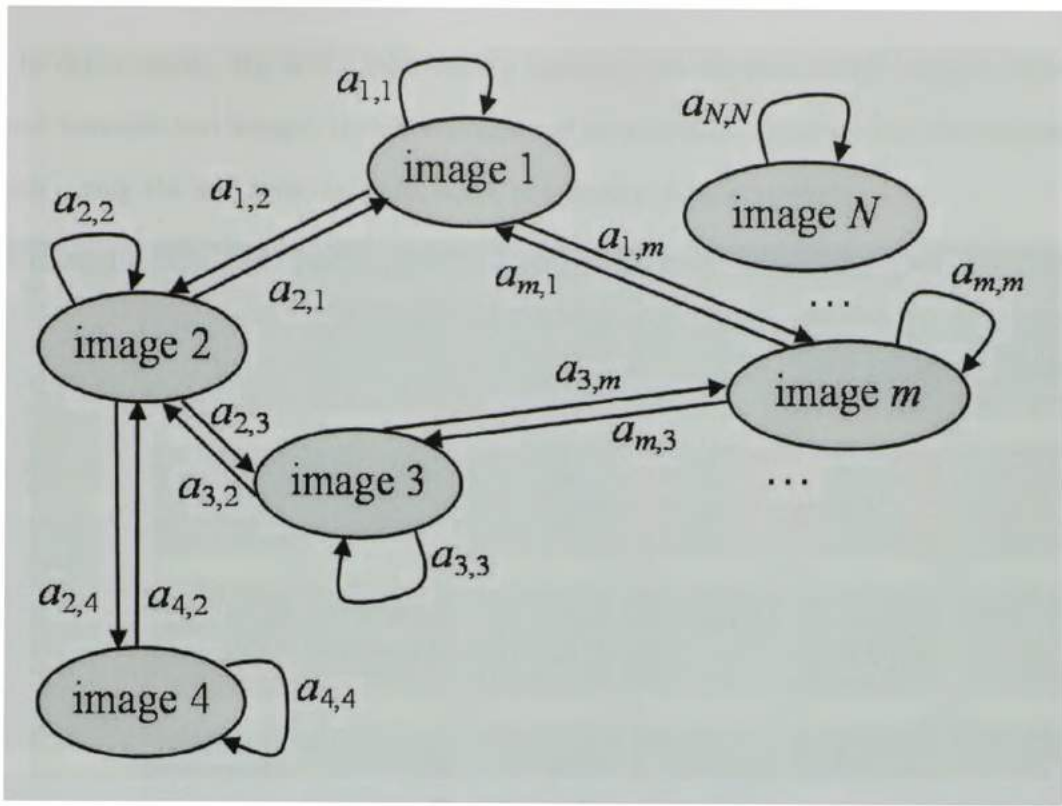 a1,1
image 1
aN,N
image N
a2,2
a1,2
a2,1
a1,m
am,1
...
am,m
image 2
image m
a3,m
am,3
a2,3
a3,2
image 3
...
a3,3
a2,4
a4,2
image 4
a4,4